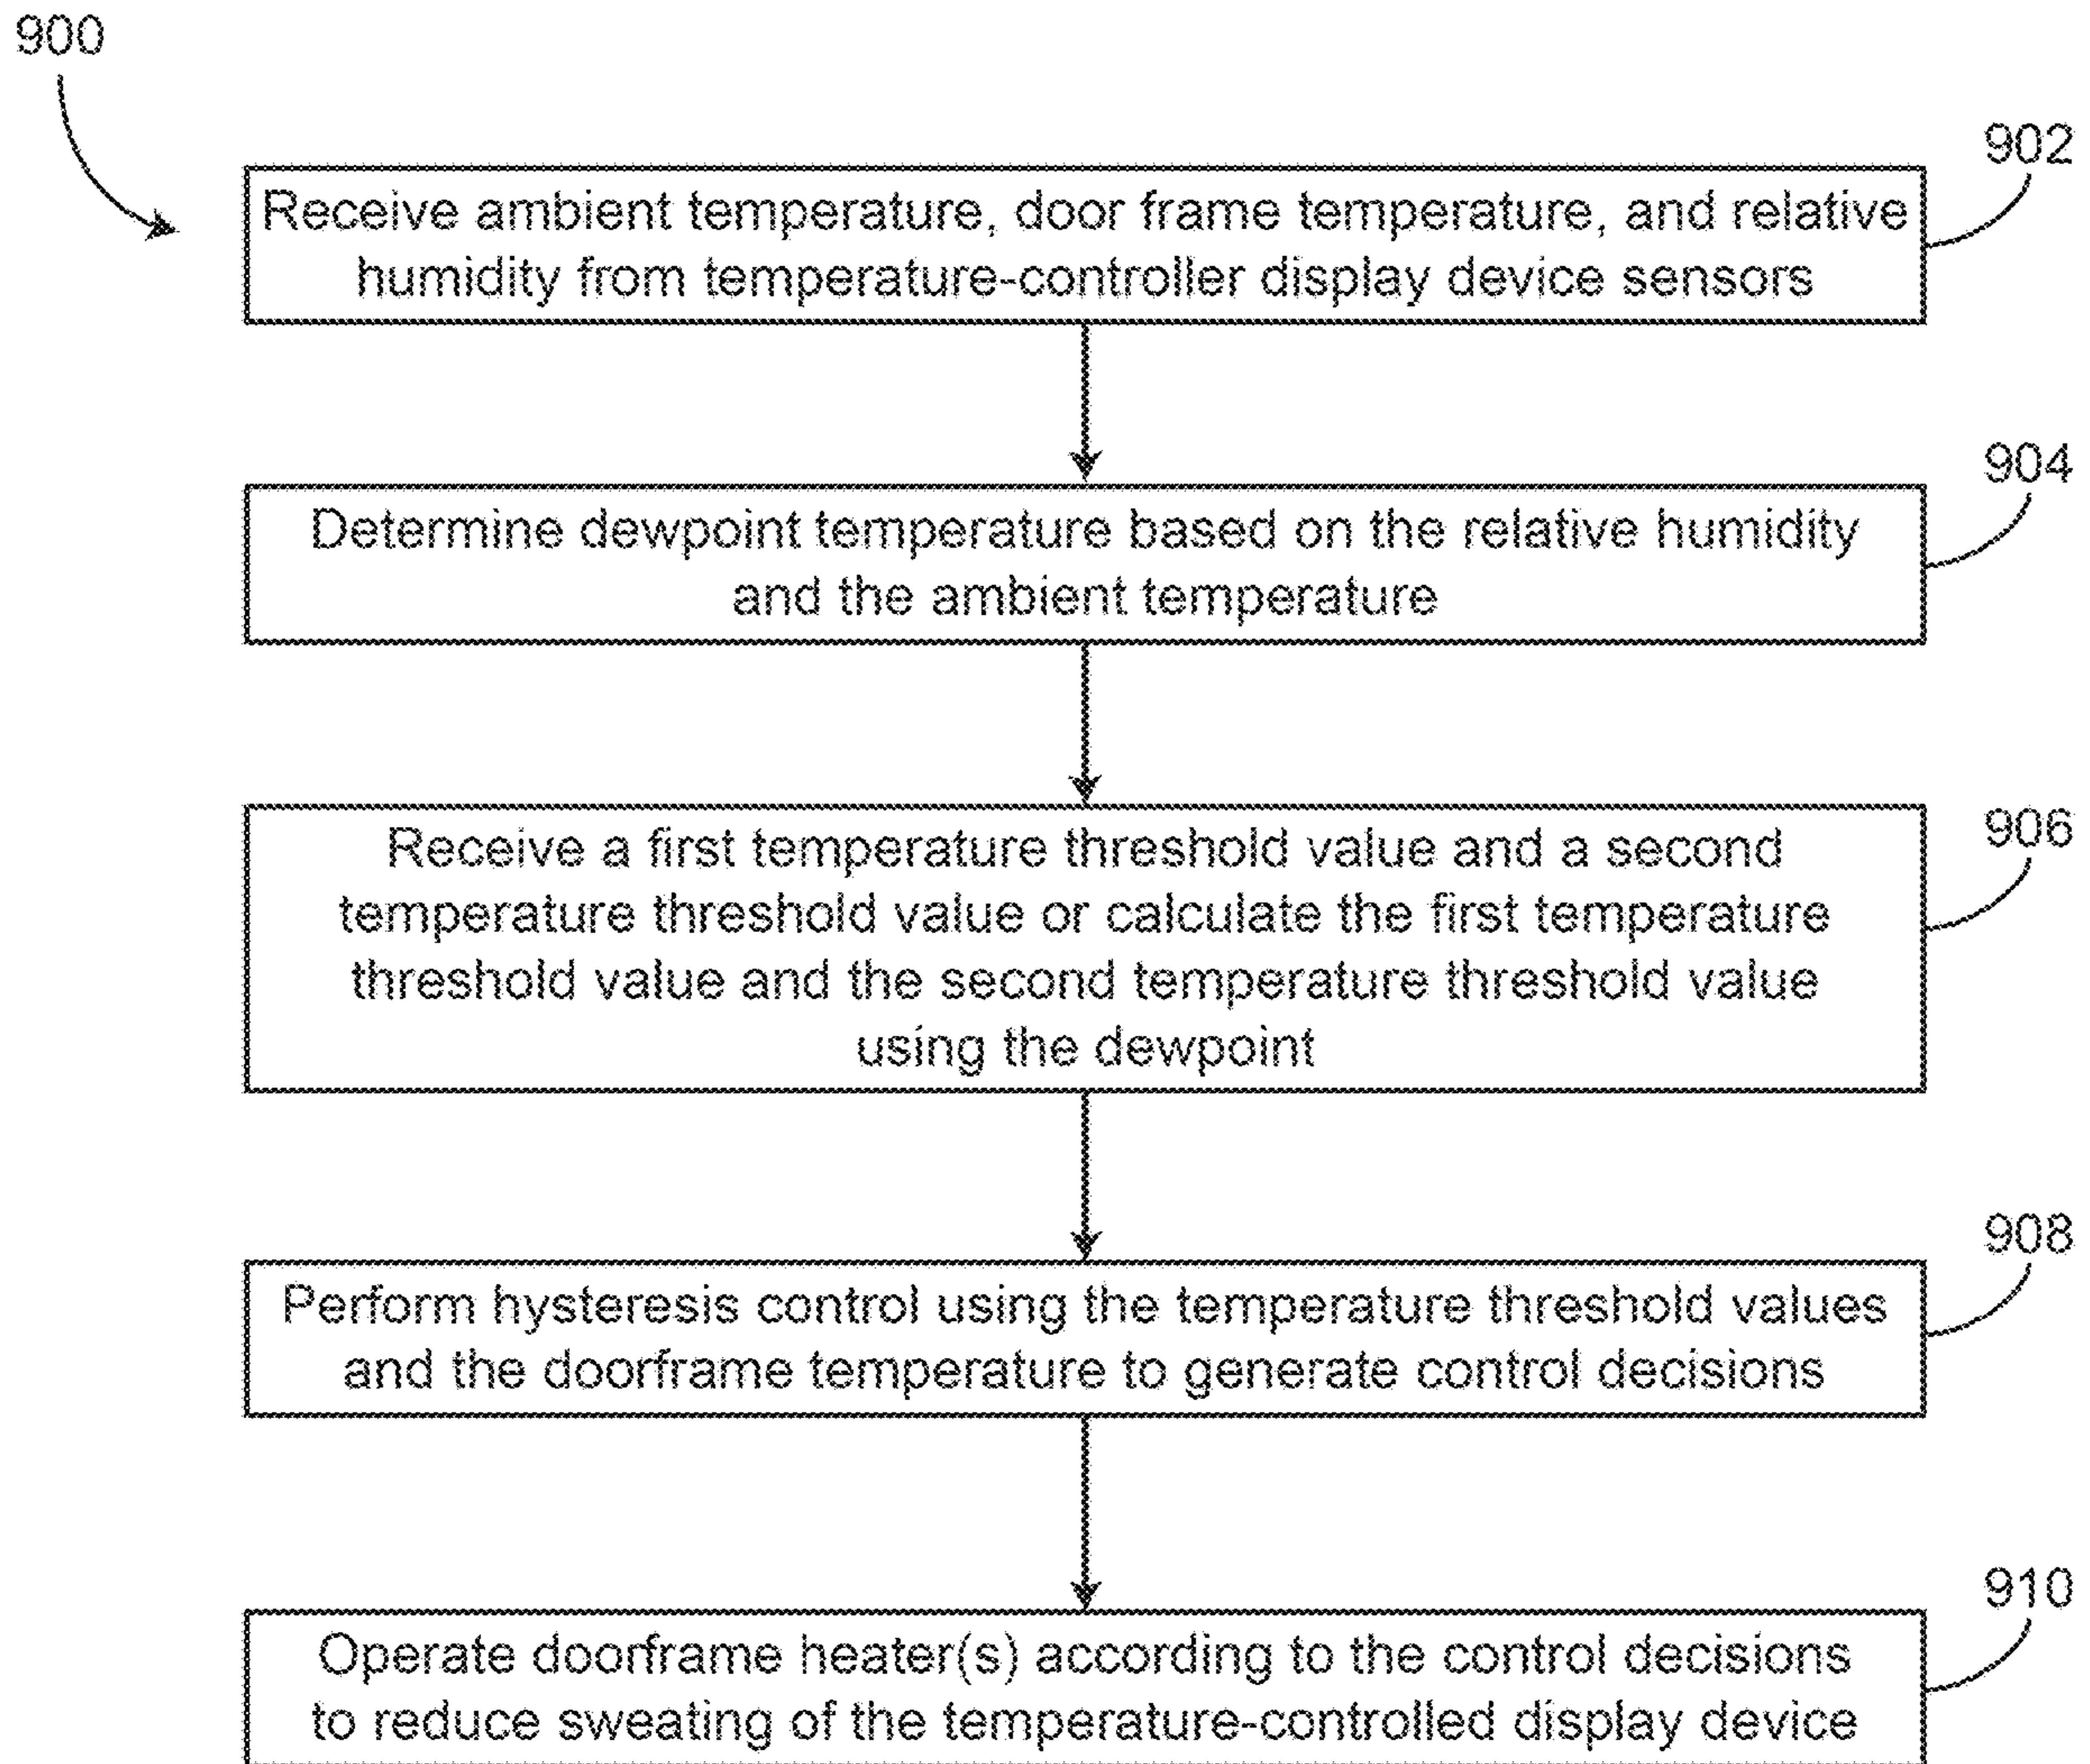 900
902
Receive ambient temperature, door frame temperature, and relative
humidity from temperature-controller display device sensors
904
Determine dewpoint temperature based on the relative humidity
and the ambient temperature
906
Receive a first temperature threshold value and a second
temperature threshold value or calculate the first temperature
threshold value and the second temperature threshold value
using the dewpoint
908
Perform hysteresis control using the temperature threshold values
and the doorframe temperature to generate control decisions
910
Operate doorframe heater(s) according to the control decisions
to reduce sweating of the temperature-controlled display device